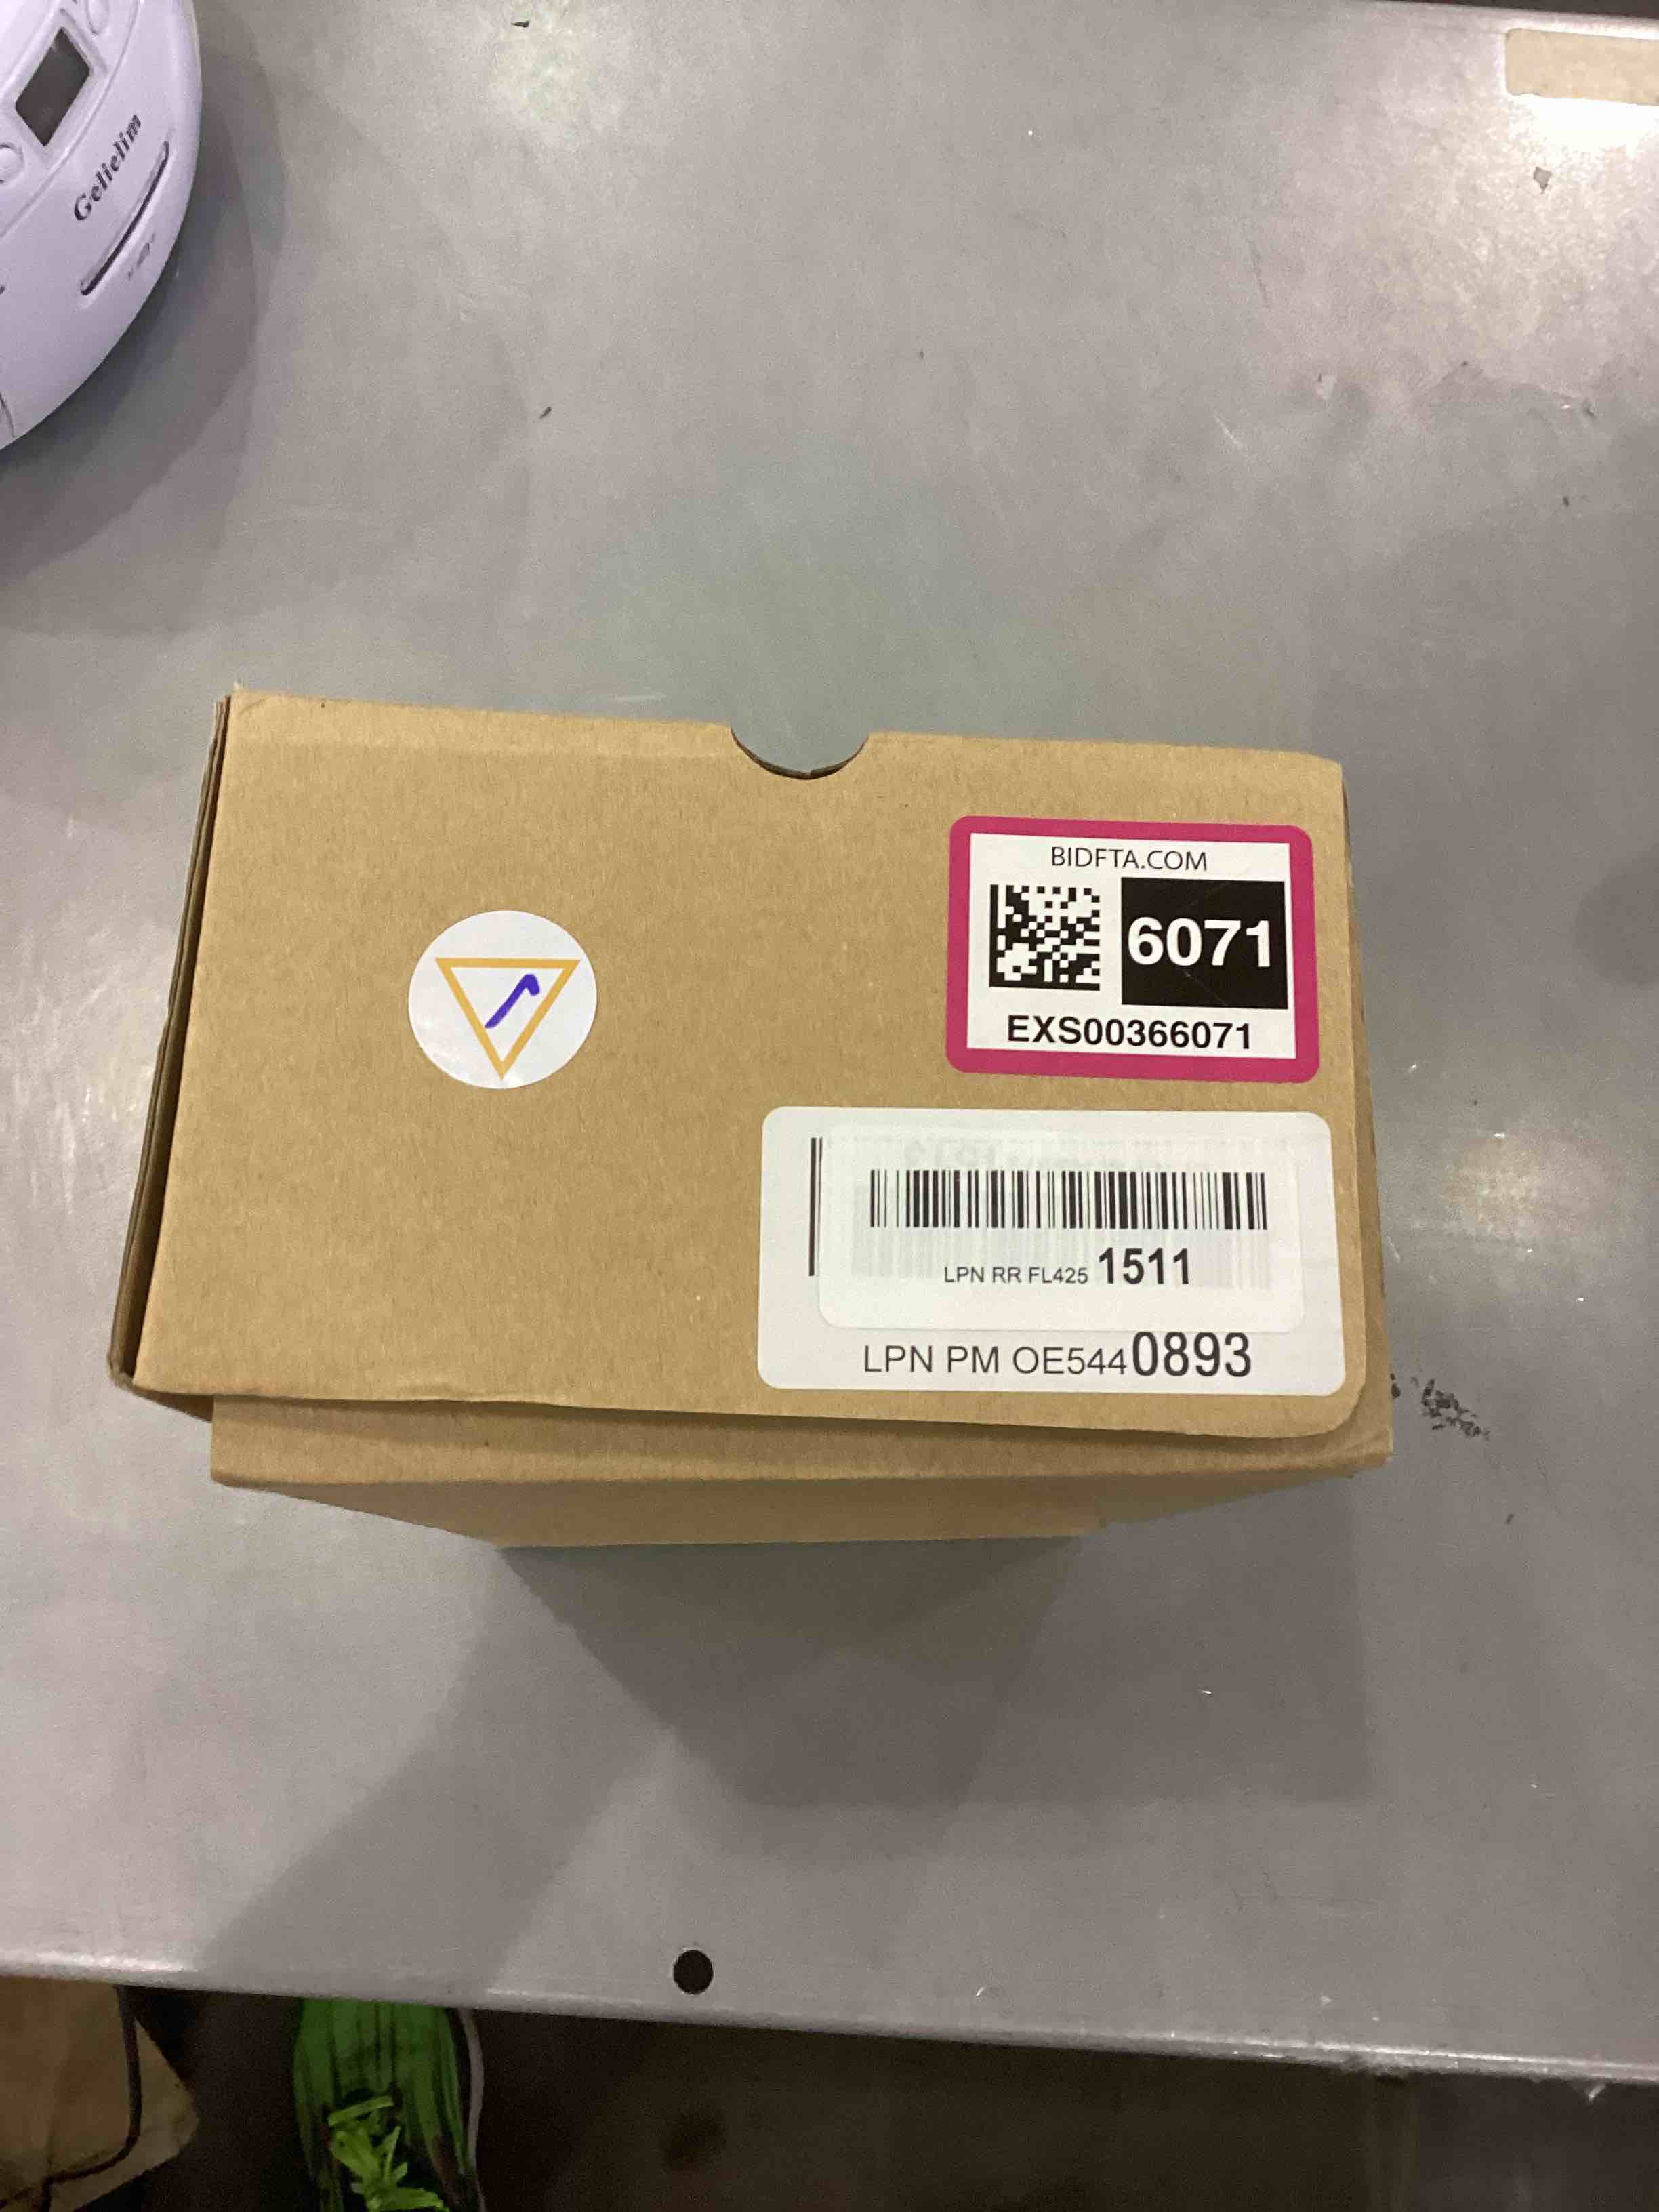 Gelielim
BIDFTA.COM
6071
EXS00366071
LPN RR FL425 1511
LPN PM OE5440893